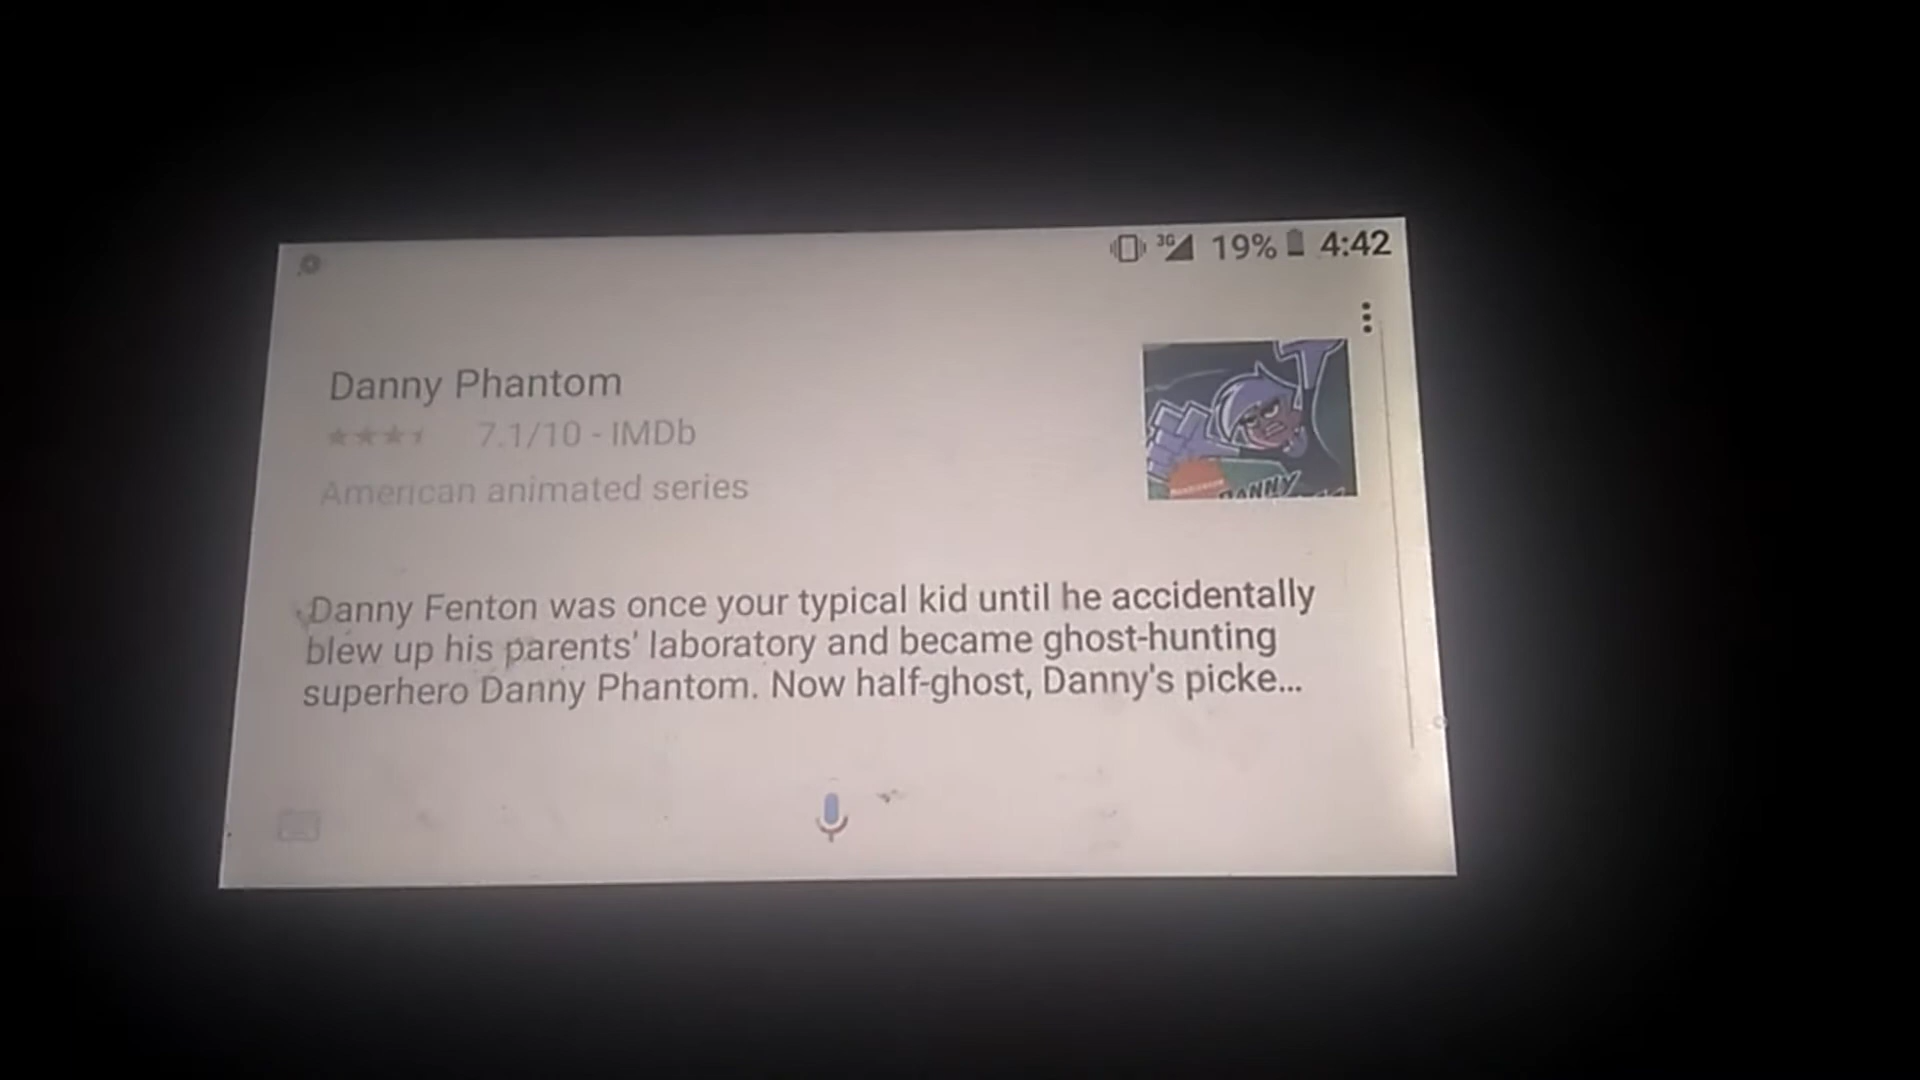 3G 19% 4:42
Danny Phantom
7.1/10 - IMDb
American animated series
DANNY
Danny Fenton was once your typical kid until he accidentally
blew up his parents' laboratory and became ghost-hunting
superhero Danny Phantom. Now half-ghost, Danny's picke...